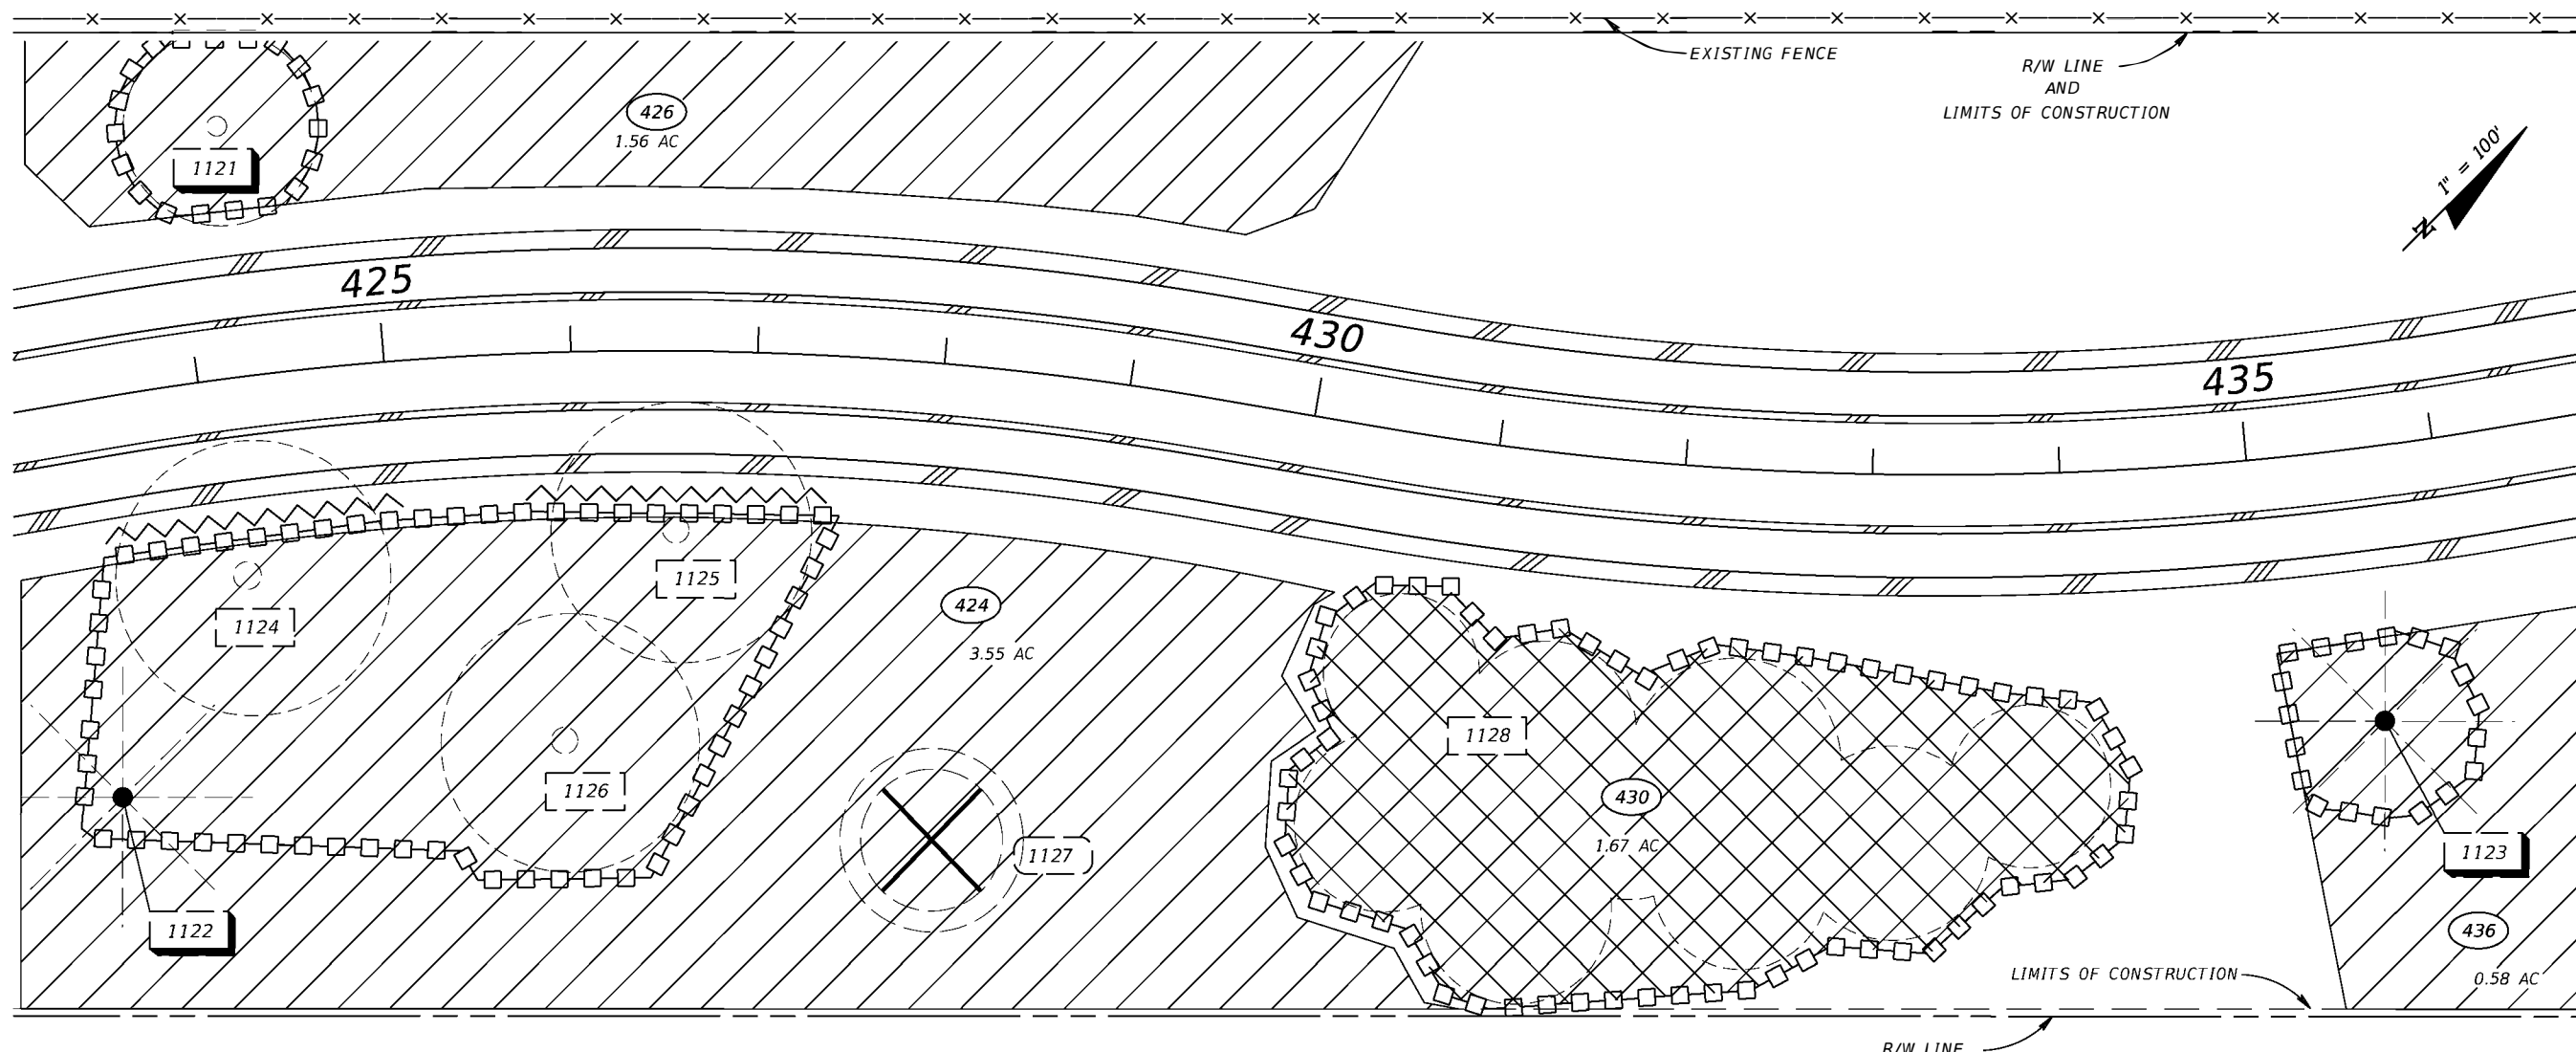 EXISTING FENCE
R/W LINE
AND
LIMITS OF CONSTRUCTION
426
1.56 AC
1" = 100'
N
1121
425
430
435
1125
424
1124
3.55 AC
1128
1126
430
1.67 AC
1127
1123
1122
436
LIMITS OF CONSTRUCTION
0.58 AC
R/W LINE